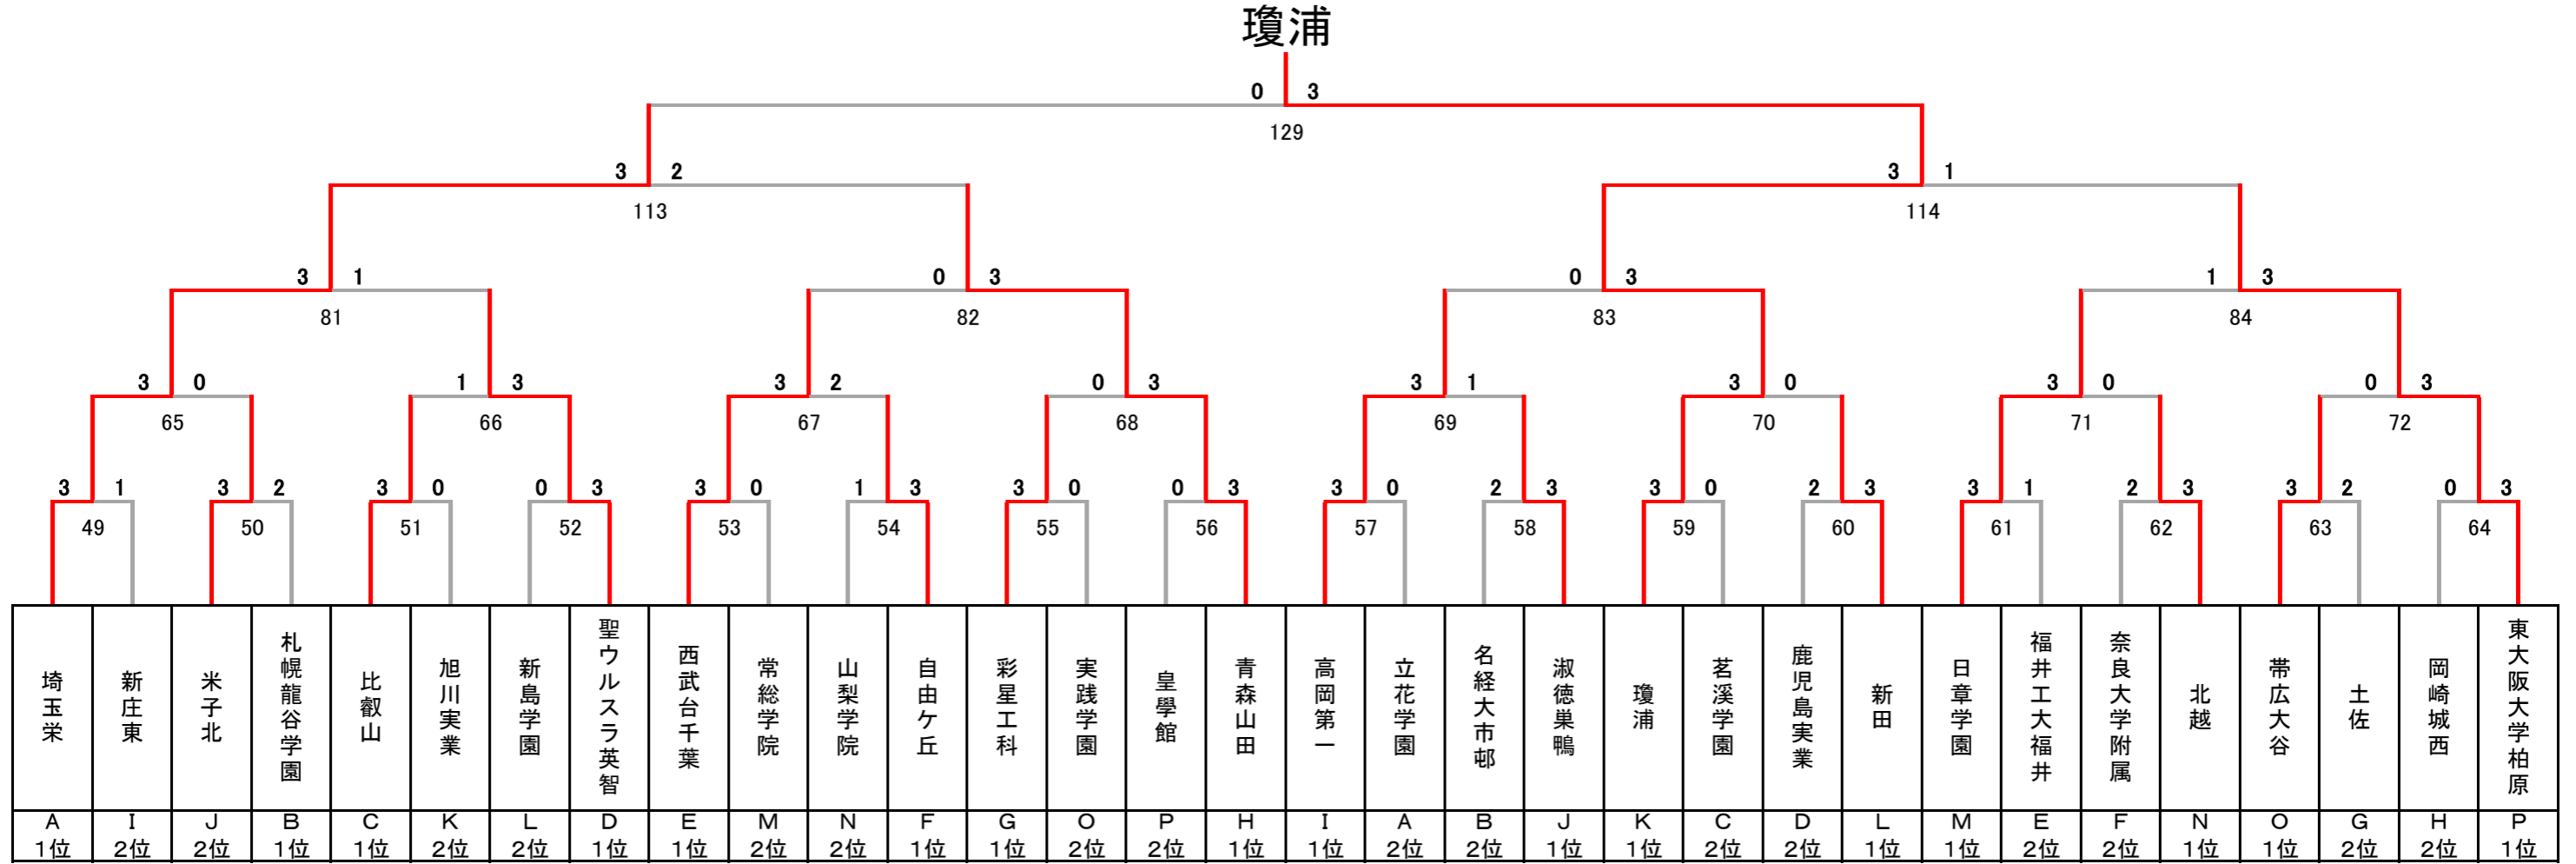 瓊浦
0 3
129
3 2 3 1
113 114
3 1 0 3 0 3 1 3
81 82 83 84
3 0 1 3 3 2 0 3 3 1 3 0 3 0 0 3
65 66 67 68 69 70 71 72
3 1 3 2 3 0 0 3 3 0 1 3 3 0 0 3 3 0 2 3 3 0 2 3 3 1 2 3 3 2 0 3
49 50 51 52 53 54 55 56 57 58 59 60 61 62 63 64
埼玉栄
新庄東
米子北
札幌龍谷学園
比叡山
旭川実業
新島学園
聖ウルスラ英智
西武台千葉
常総学院
山梨学院
自由ケ丘
彩星工科
実践学園
皇學館
青森山田
高岡第一
立花学園
名経大市邨
淑徳巣鴨
瓊浦
茗溪学園
鹿児島実業
新田
日章学園
福井工大福井
奈良大学附属
北越
帯広大谷
土佐
岡崎城西
東大阪大学柏原
A I J B C K L D E M N F G O P H I A B J K C D L M E F N O G H P
1位 2位 2位 1位 1位 2位 2位 1位 1位 2位 2位 1位 1位 2位 2位 1位 1位 2位 2位 1位 1位 2位 2位 1位 1位 2位 2位 1位 1位 2位 2位 1位